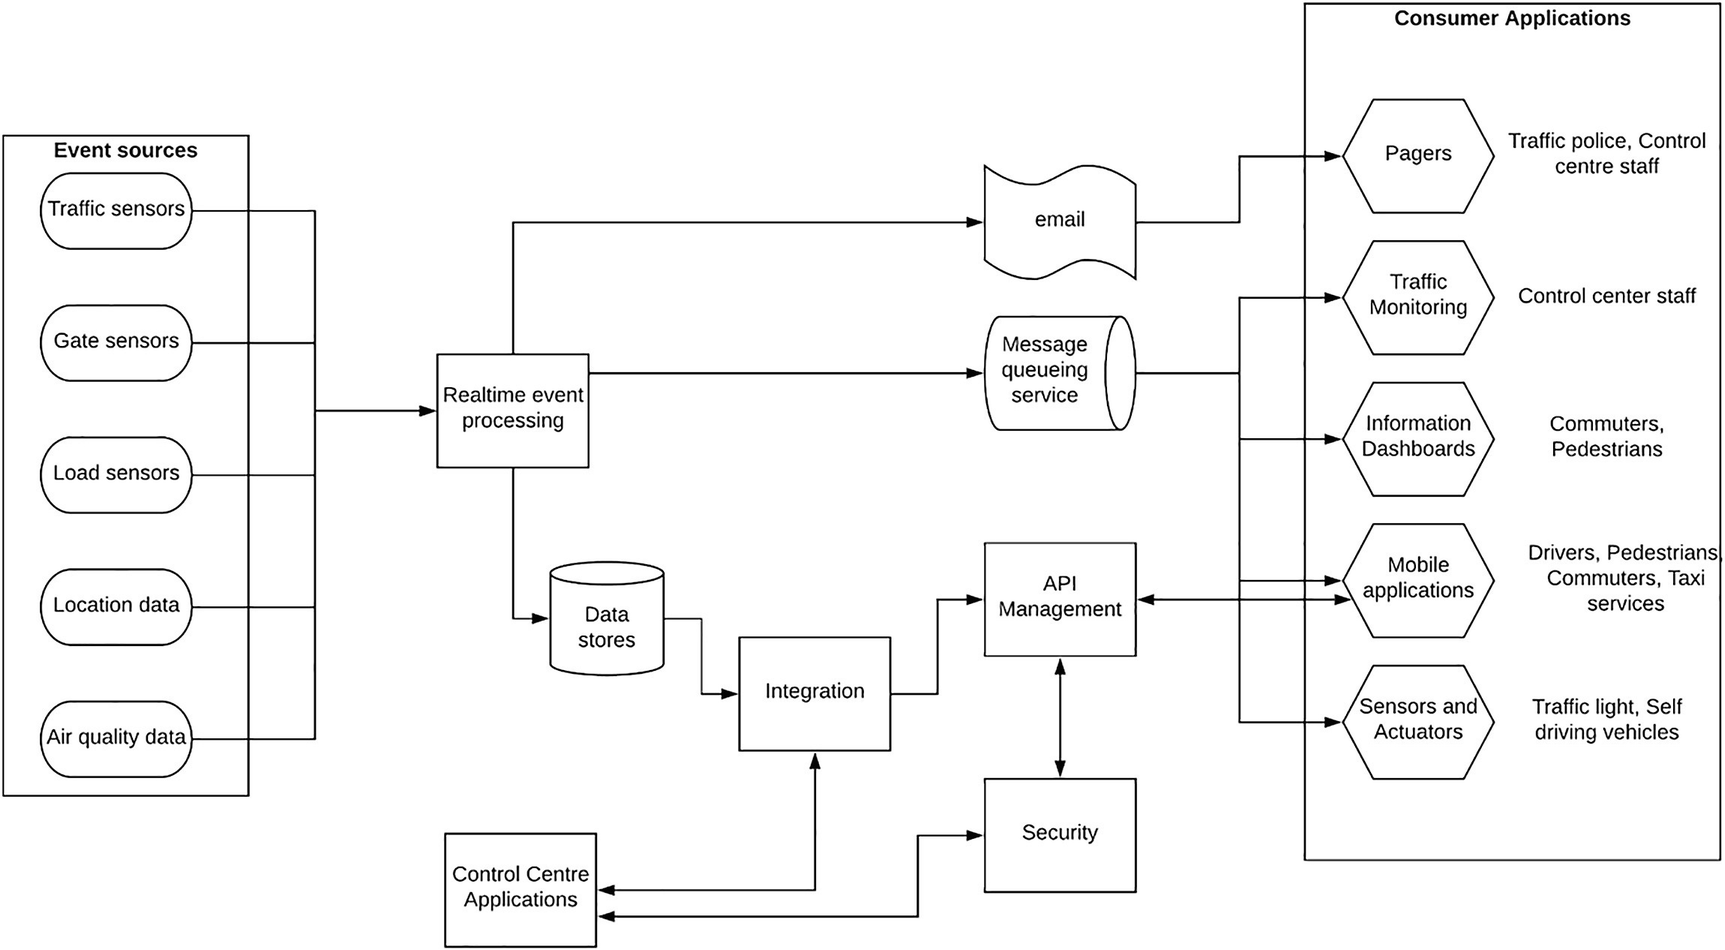 Event sources
Traffic sensors
Gate sensors
Load sensors
Location data
Air quality data
Realtime event
processing
email
Message
queueing
service
Data
stores
Integration
API
Management
Security
Control Centre
Applications
Consumer Applications
Pagers
Traffic police, Control
centre staff
Traffic
Monitoring
Control center staff
Information
Dashboards
Commuters,
Pedestrians
Mobile
applications
Drivers, Pedestrians,
Commuters, Taxi
services
Sensors and
Actuators
Traffic light, Self
driving vehicles